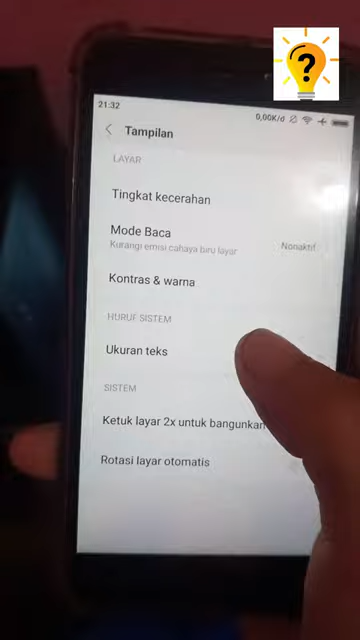 21:32
0,00K/d
Tampilan
LAYAR
Tingkat kecerahan
Mode Baca
Kurangi emisi cahaya biru layar
Nonaktif
Kontras & warna
HURUF SISTEM
Ukuran teks
SISTEM
Ketuk layar 2x untuk bangunkan
Rotasi layar otomatis
?